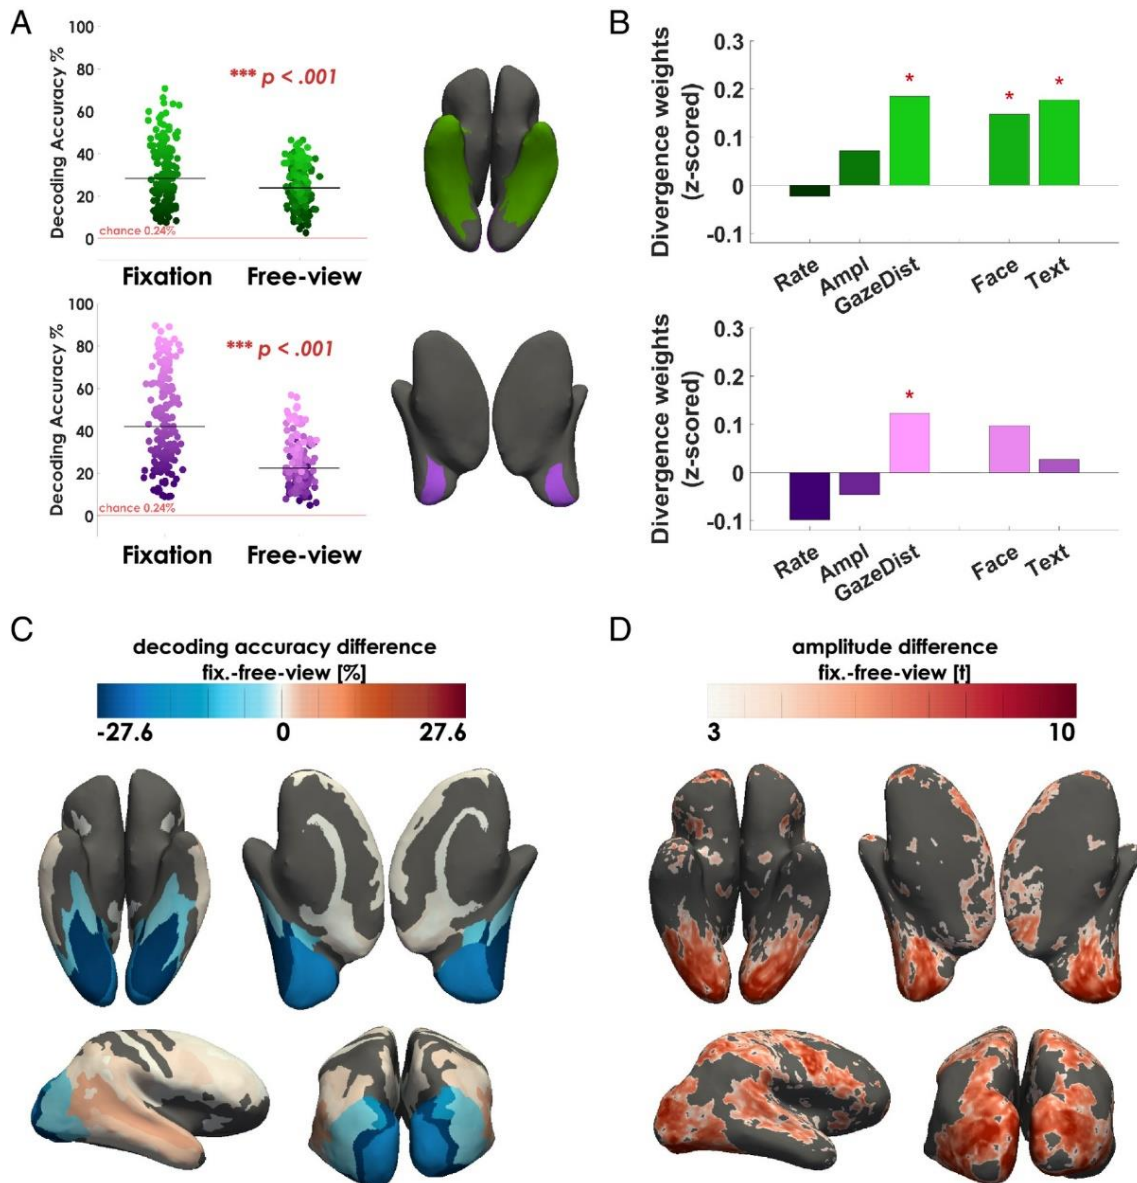 A
Decoding Accuracy %
100
80
60
40
20
0
*** p < .001
chance 0.24%
Fixation
Free-view
Decoding Accuracy %
100
80
60
40
20
0
*** p < .001
chance 0.24%
Fixation
Free-view
B
Divergence weights
(z-scored)
0.3
0.2
0.1
0
-0.1
*
*
*
Rate
Ampl
GazeDist
Face
Text
Divergence weights
(z-scored)
0.3
0.2
0.1
0
-0.1
*
Rate
Ampl
GazeDist
Face
Text
C
decoding accuracy difference
fix.-free-view [%]
-27.6 0 27.6
D
amplitude difference
fix.-free-view [t]
3 10